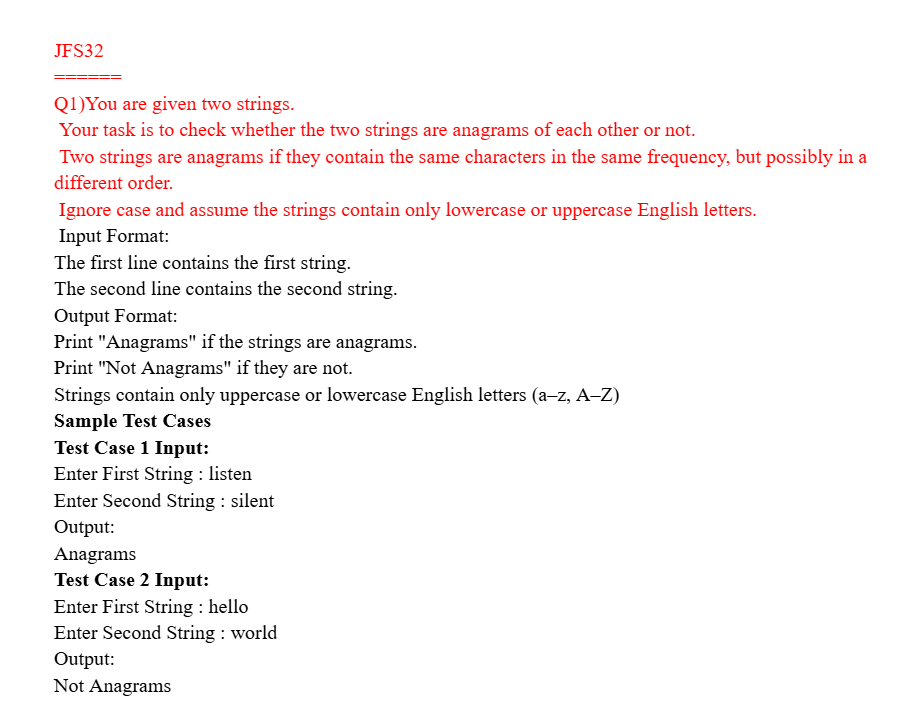 JFS32
======
Q1)You are given two strings.
Your task is to check whether the two strings are anagrams of each other or not.
Two strings are anagrams if they contain the same characters in the same frequency, but possibly in a
different order.
Ignore case and assume the strings contain only lowercase or uppercase English letters.
Input Format:
The first line contains the first string.
The second line contains the second string.
Output Format:
Print "Anagrams" if the strings are anagrams.
Print "Not Anagrams" if they are not.
Strings contain only uppercase or lowercase English letters (a–z, A–Z)
Sample Test Cases
Test Case 1 Input:
Enter First String : listen
Enter Second String : silent
Output:
Anagrams
Test Case 2 Input:
Enter First String : hello
Enter Second String : world
Output:
Not Anagrams